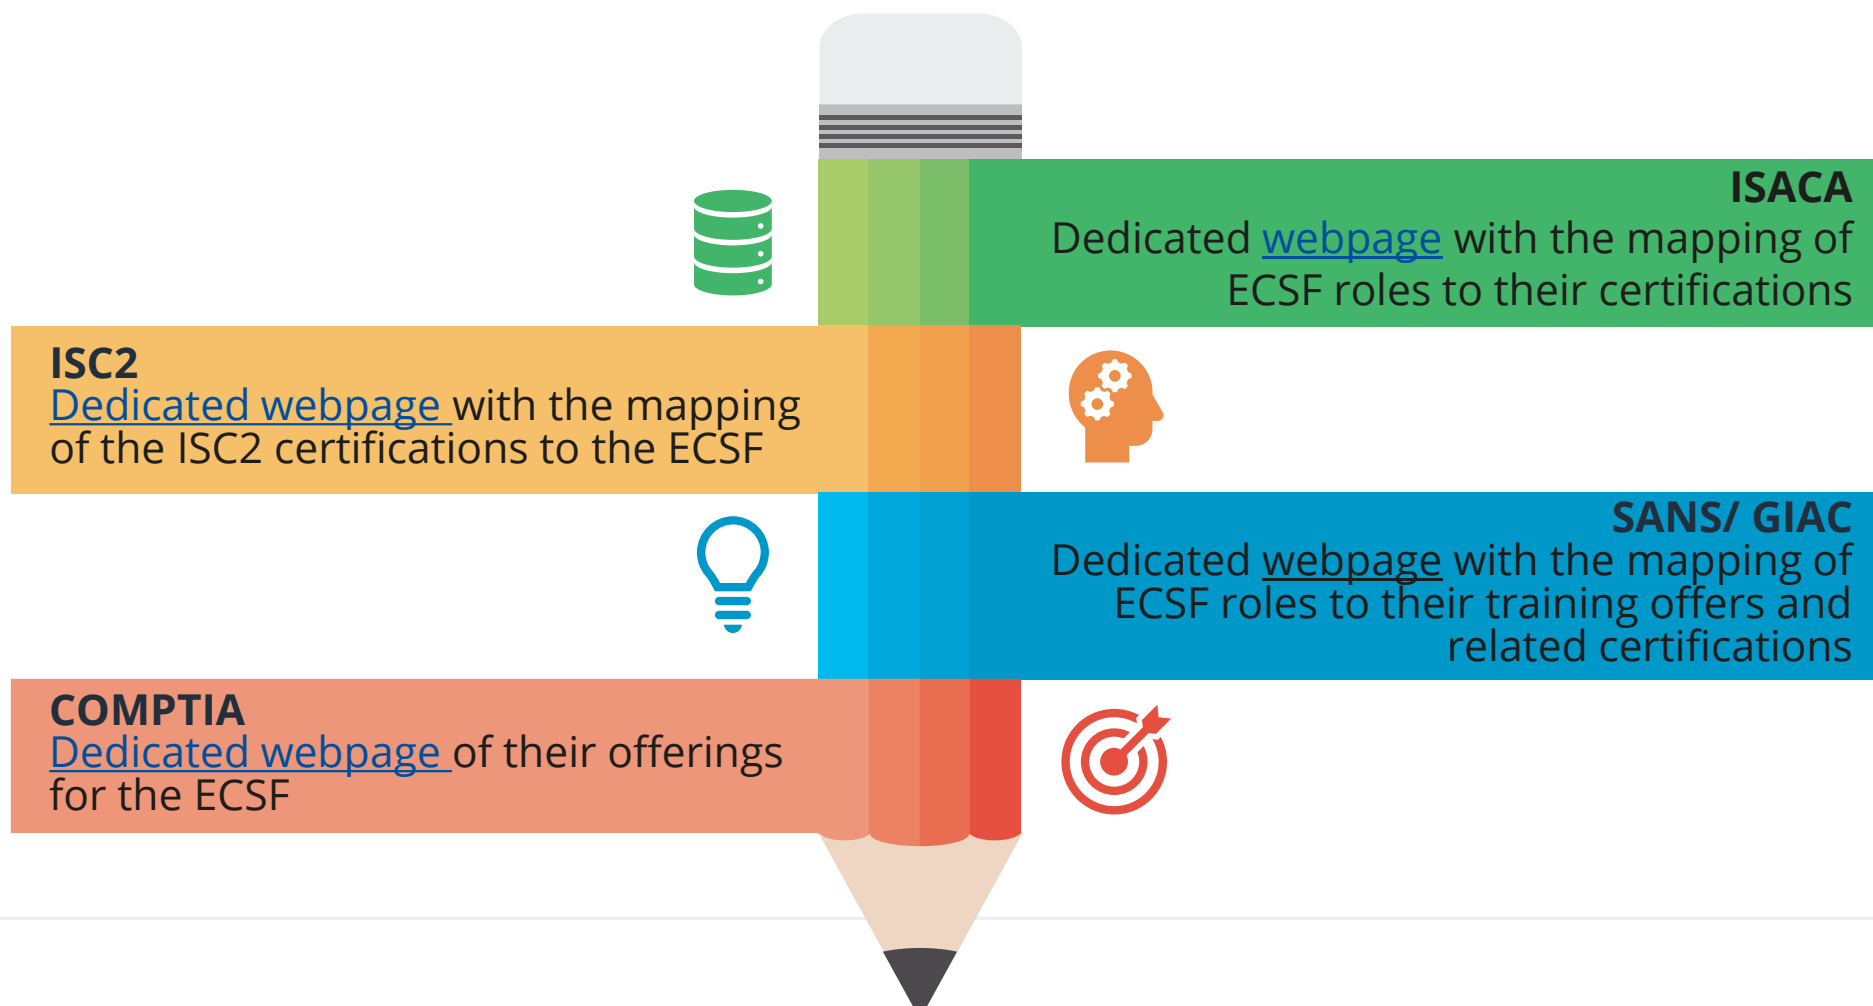 ISACA
Dedicated webpage with the mapping of
ECSF roles to their certifications
ISC2
Dedicated webpage with the mapping
of the ISC2 certifications to the ECSF
SANS/ GIAC
Dedicated webpage with the mapping of
ECSF roles to their training offers and
related certifications
COMPTIA
Dedicated webpage of their offerings
for the ECSF